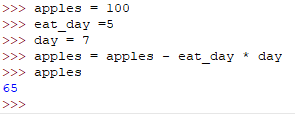 >>> apples = 100
>>> eat_day =5
>>> day = 7
>>> apples = apples - eat_day * day
>>> apples
65
>>>